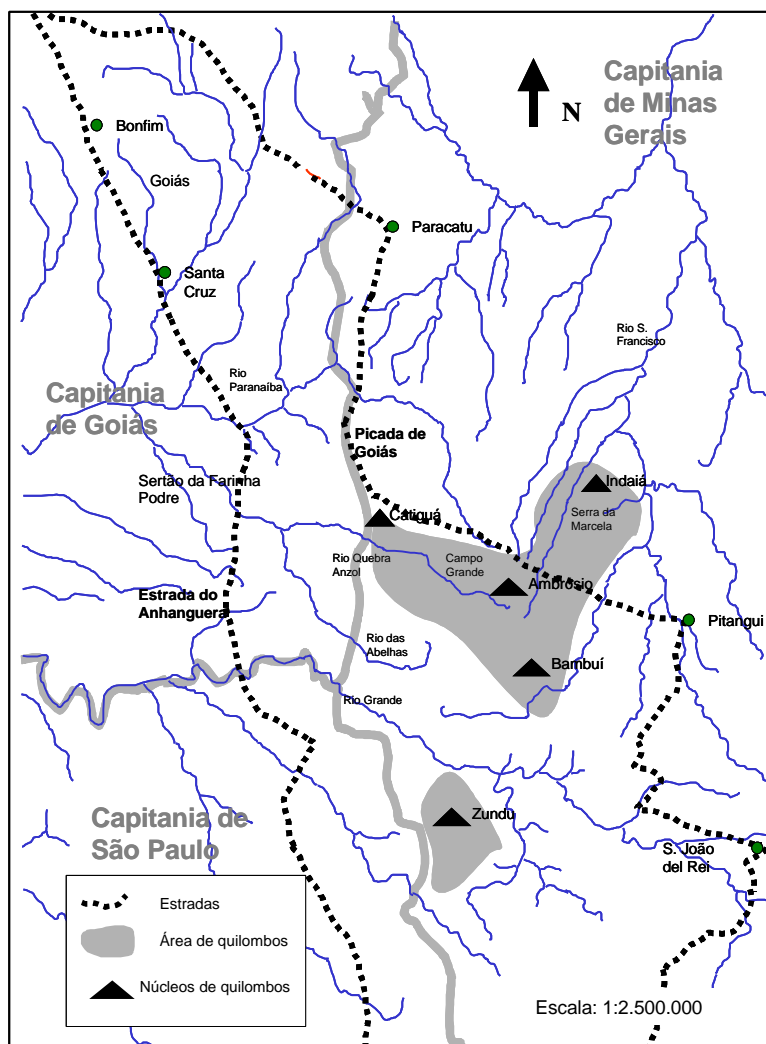 Capitania
de Minas
Gerais
N
Bonfim
Goiás
Paracatu
Santa
Cruz
Rio S.
Francisco
Rio
Paranaíba
Capitania
de Goiás
Picada de
Goiás
Sertão da Farinha
Podre
Indaiá
Serra da
Marcela
Catiguá
Rio Quebra
Anzol
Campo
Grande
Ambrósio
Estrada do
Anhanguera
Pitangui
Rio das
Abelhas
Bambuí
Rio Grande
Zundü
Capitania de
São Paulo
S. João
del Rei
Estradas
Área de quilombos
Núcleos de quilombos
Escala: 1:2.500.000